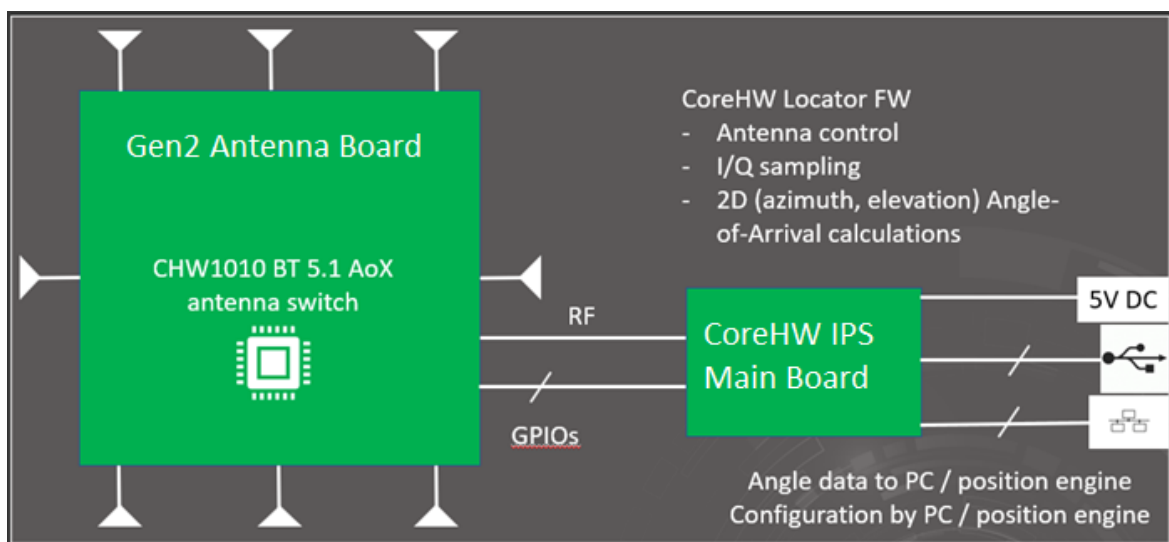 Gen2 Antenna Board
CHW1010 BT 5.1 AoX
antenna switch
CoreHW Locator FW
- Antenna control
- I/Q sampling
- 2D (azimuth, elevation) Angle-
of-Arrival calculations
RF
GPIOs
CoreHW IPS
Main Board
5V DC
Angle data to PC / position engine
Configuration by PC / position engine